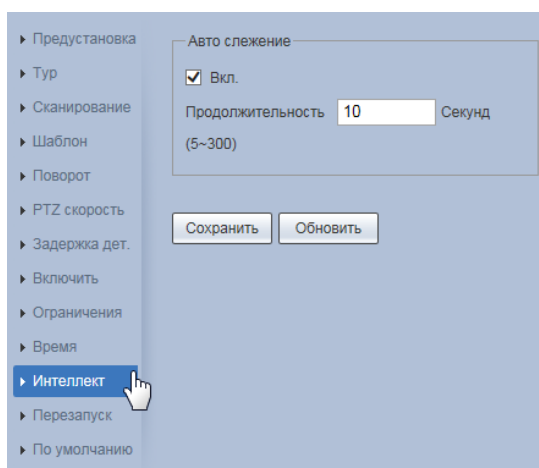 Предустановка
Тур
Сканирование
Шаблон
Поворот
PTZ скорость
Задержка дет.
Включить
Ограничения
Время
Интеллект
Перезапуск
По умолчанию
Авто слежение
Вкл.
Продолжительность 10 Секунд
(5~300)
Сохранить Обновить